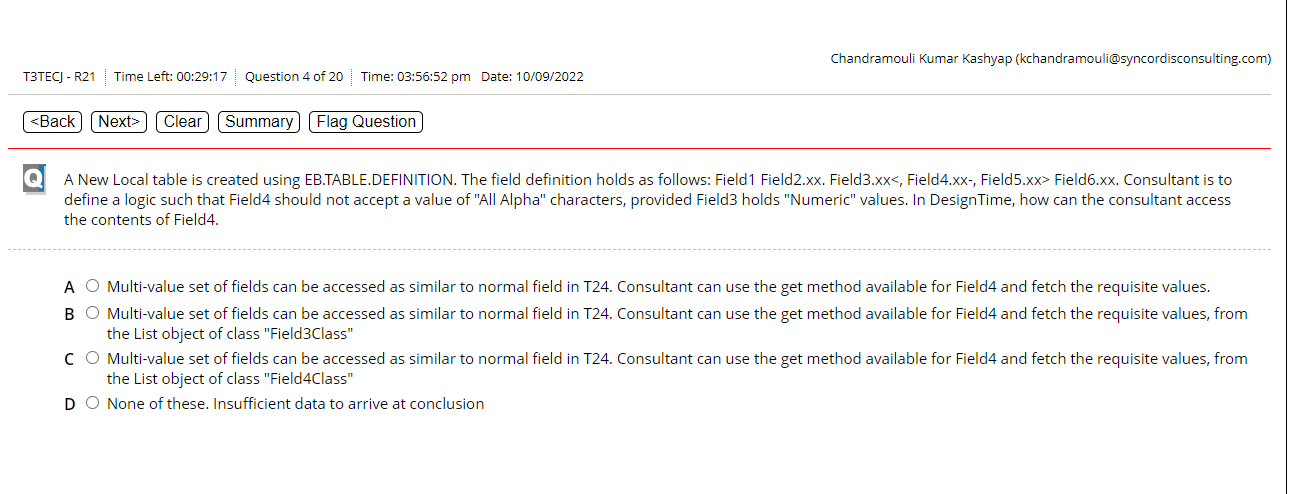 Chandramouli Kumar Kashyap (kchandramouli@syncordisconsulting.com)
T3TECJ - R21 Time Left: 00:29:17 Question 4 of 20 Time: 03:56:52 pm Date: 10/09/2022
<Back Next> Clear Summary Flag Question
Q A New Local table is created using EB.TABLE.DEFINITION. The field definition holds as follows: Field1 Field2.xx. Field3.xx<, Field4.xx-, Field5.xx> Field6.xx. Consultant is to
define a logic such that Field4 should not accept a value of "All Alpha" characters, provided Field3 holds "Numeric" values. In DesignTime, how can the consultant access
the contents of Field4.
A Multi-value set of fields can be accessed as similar to normal field in T24. Consultant can use the get method available for Field4 and fetch the requisite values.
B Multi-value set of fields can be accessed as similar to normal field in T24. Consultant can use the get method available for Field4 and fetch the requisite values, from
the List object of class "Field3Class"
C Multi-value set of fields can be accessed as similar to normal field in T24. Consultant can use the get method available for Field4 and fetch the requisite values, from
the List object of class "Field4Class"
D None of these. Insufficient data to arrive at conclusion